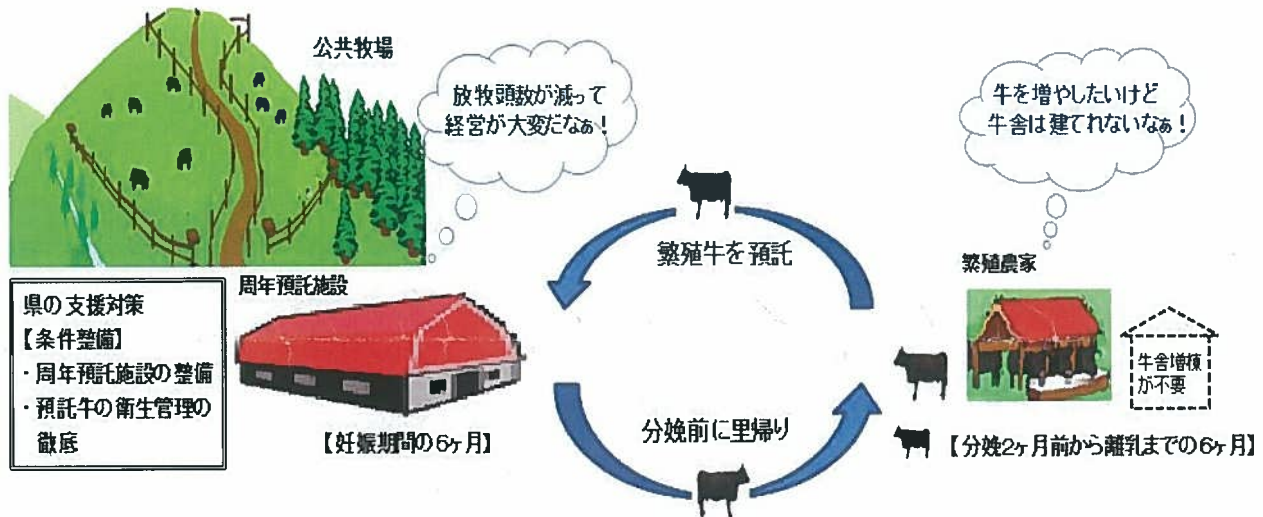 公共牧場
放牧頭数が減って
経営が大変だなぁ！
牛を増やしたいけど
牛舎は建てれないなぁ！
繁殖牛を預託
繁殖農家
周年預託施設
県の支援対策
【条件整備】
・周年預託施設の整備
・預託牛の衛生管理の
徹底
牛舎増棟
が不要
分娩前に里帰り
【妊娠期間の6ヶ月】
【分娩2ヶ月前から離乳までの6ヶ月】